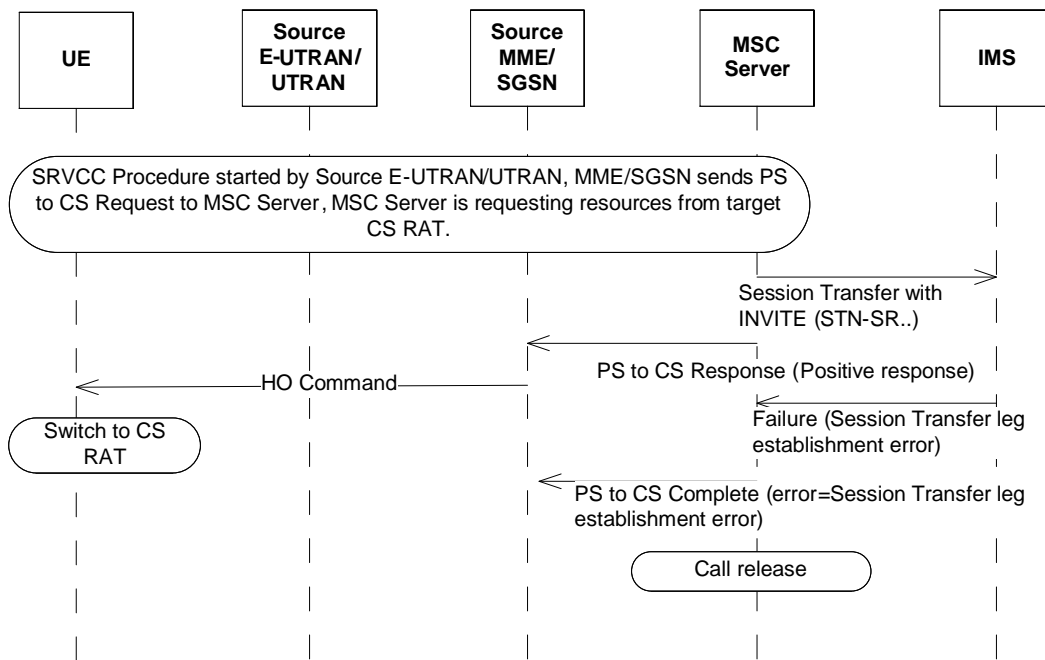 UE
Source
E-UTRAN/
UTRAN
Source
MME/
SGSN
MSC
Server
IMS
SRVCC Procedure started by Source E-UTRAN/UTRAN, MME/SGSN sends PS
to CS Request to MSC Server, MSC Server is requesting resources from target
CS RAT.
Session Transfer with
INVITE (STN-SR..)
PS to CS Response (Positive response)
HO Command
Failure (Session Transfer leg
establishment error)
Switch to CS
RAT
PS to CS Complete (error=Session Transfer leg
establishment error)
Call release